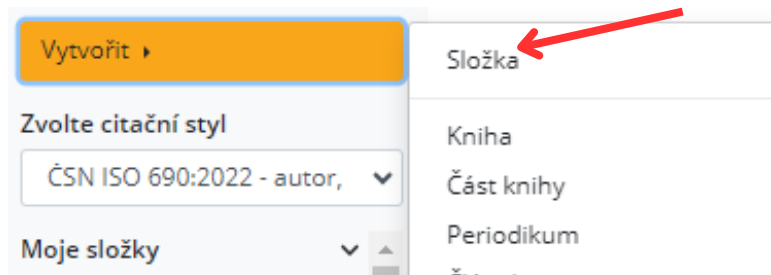 Vytvořit
Zvolte citační styl
ČSN ISO 690:2022 - autor,
Moje složky
Složka
Kniha
Část knihy
Periodikum